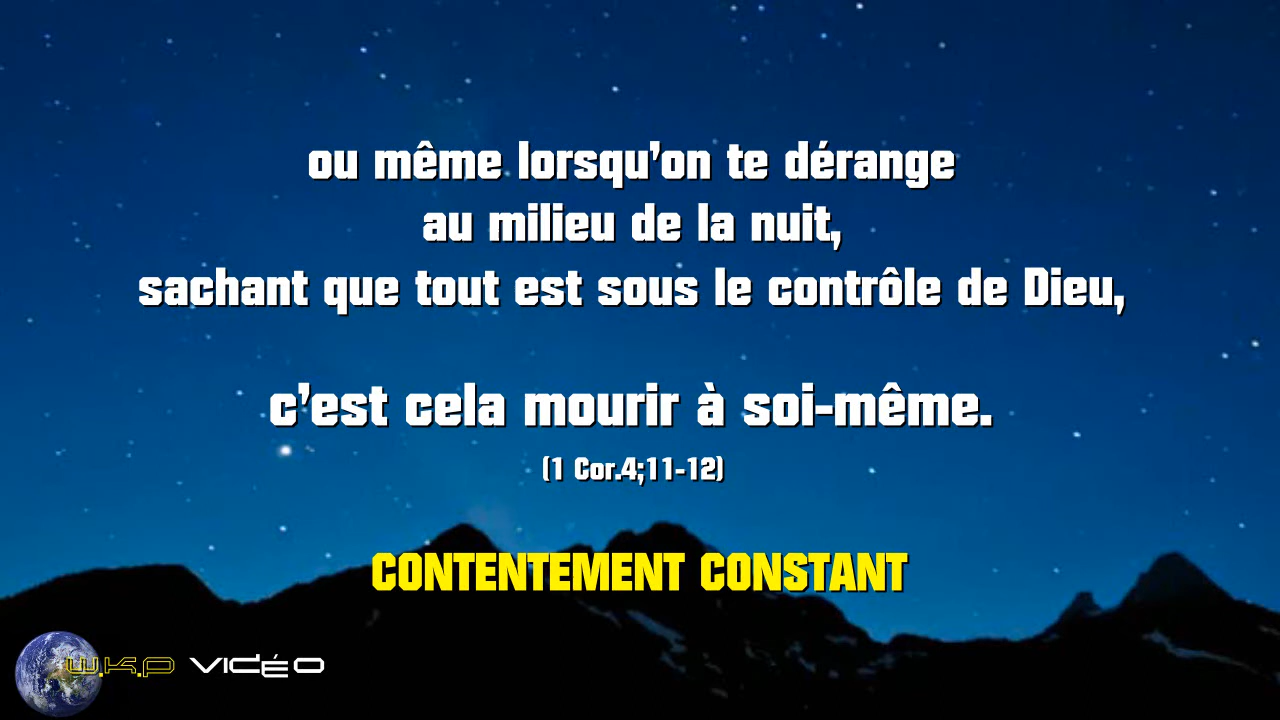 ou même lorsqu'on te dérange
au milieu de la nuit,
sachant que tout est sous le contrôle de Dieu,
c'est cela mourir à soi-même.
(1 Cor.4;11-12)
CONTENTEMENT CONSTANT
W.K.P VIDÉO